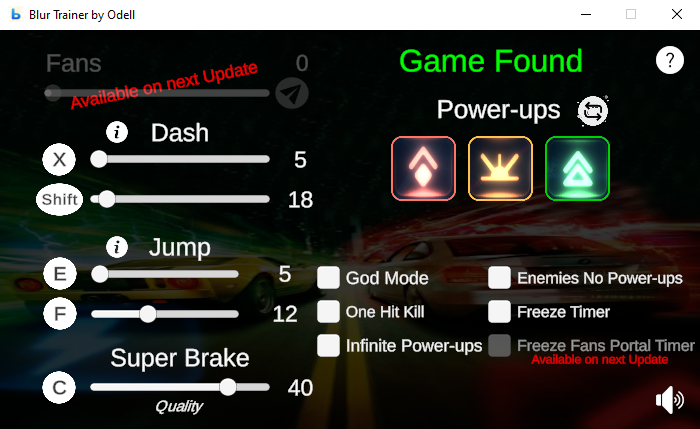 Blur Trainer by Odell
Fans 0
Available on next Update
Game Found
?
Power-ups
i Dash
X 5
Shift 18
i Jump
E 5
F 12
God Mode
Enemies No Power-ups
One Hit Kill
Freeze Timer
Infinite Power-ups
Freeze Fans Portal Timer
Available on next Update
Super Brake
C 40
Quality